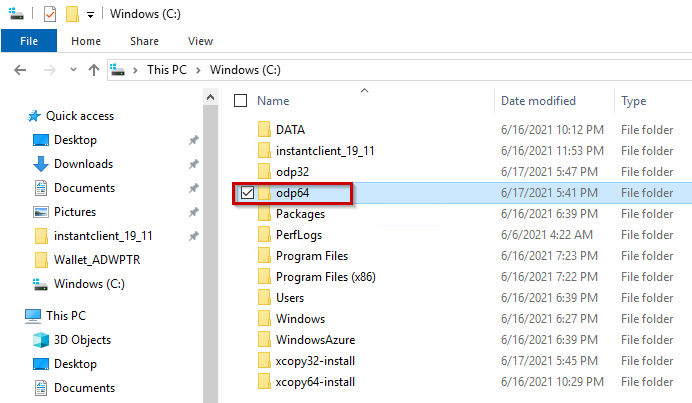 Windows (C:)
File Home Share View
This PC > Windows (C:)
Name Date modified Type
Quick access
Desktop
Downloads
Documents
Pictures
instantclient_19_11
Wallet_ADWPTR
Windows (C:)
This PC
3D Objects
Desktop
Documents
DATA 6/16/2021 10:12 PM File folder
instantclient_19_11 6/16/2021 11:53 PM File folder
odp32 6/17/2021 5:47 PM File folder
odp64 6/17/2021 5:41 PM File folder
Packages 6/16/2021 6:39 PM File folder
PerfLogs 6/6/2021 4:22 AM File folder
Program Files 6/16/2021 7:23 PM File folder
Program Files (x86) 6/16/2021 7:22 PM File folder
Users 6/16/2021 6:39 PM File folder
Windows 6/16/2021 6:27 PM File folder
WindowsAzure 6/16/2021 6:39 PM File folder
xcopy32-install 6/17/2021 5:45 PM File folder
xcopy64-install 6/16/2021 10:29 PM File folder